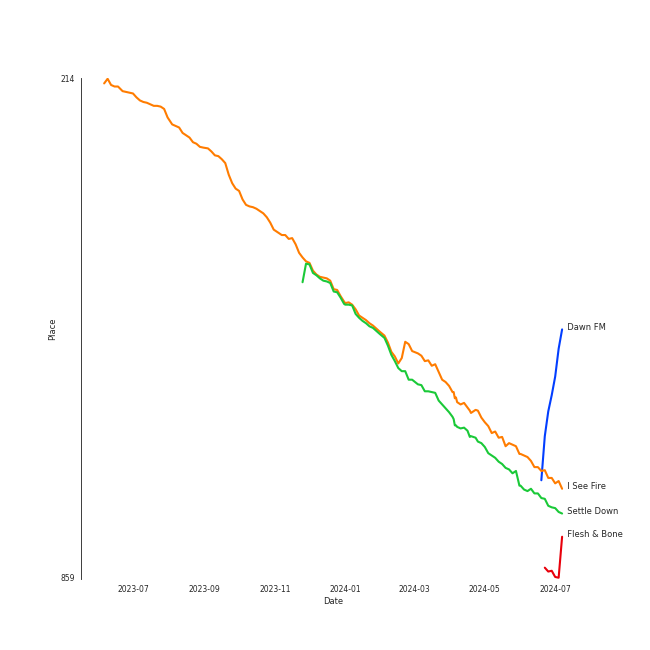 214
Dawn FM
Place
I See Fire
Settle Down
Flesh & Bone
859
2023-07 2023-09 2023-11 2024-01 2024-03 2024-05 2024-07
Date